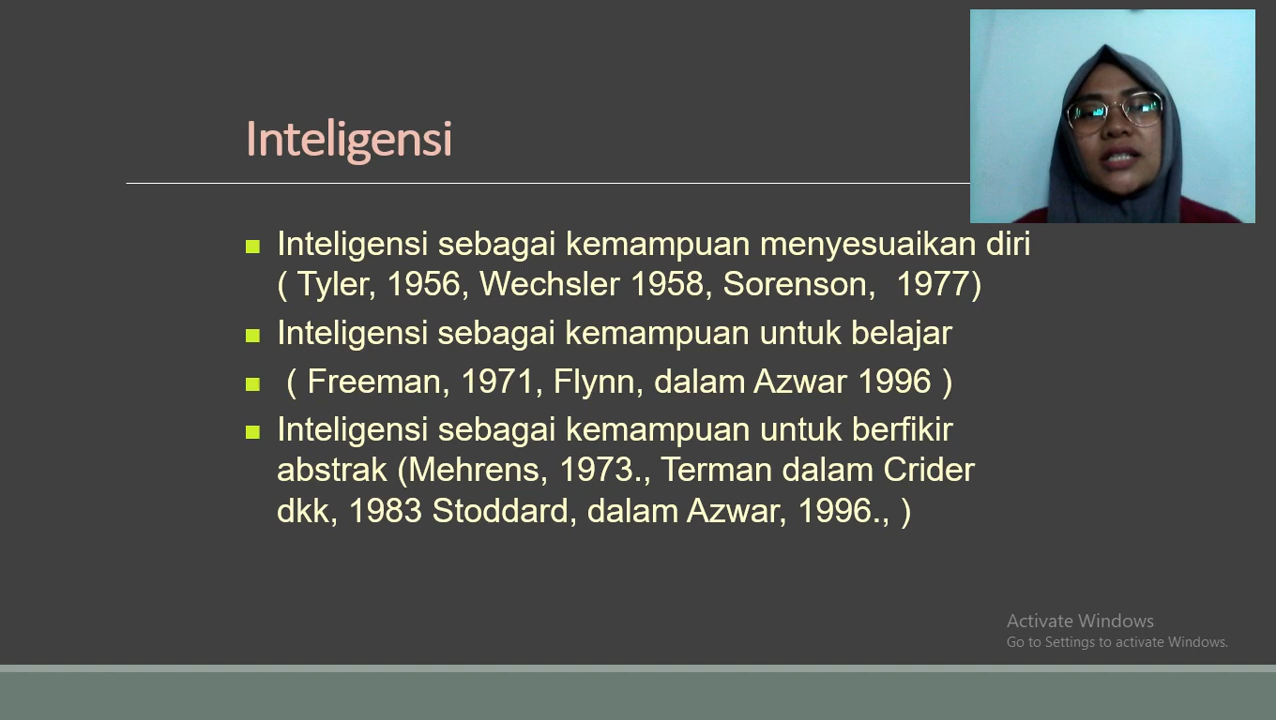 Inteligensi
Inteligensi sebagai kemampuan menyesuaikan diri
( Tyler, 1956, Wechsler 1958, Sorenson,  1977)
Inteligensi sebagai kemampuan untuk belajar
( Freeman, 1971, Flynn, dalam Azwar 1996 )
Inteligensi sebagai kemampuan untuk berfikir
abstrak (Mehrens, 1973., Terman dalam Crider
dkk, 1983 Stoddard, dalam Azwar, 1996., )
Activate Windows
Go to Settings to activate Windows.